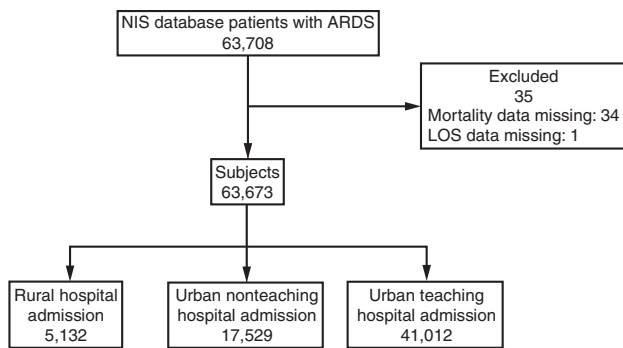 NIS database patients with ARDS
63,708
Excluded
35
Mortality data missing: 34
LOS data missing: 1
Subjects
63,673
Rural hospital
admission
5,132
Urban nonteaching
hospital admission
17,529
Urban teaching
hospital admission
41,012